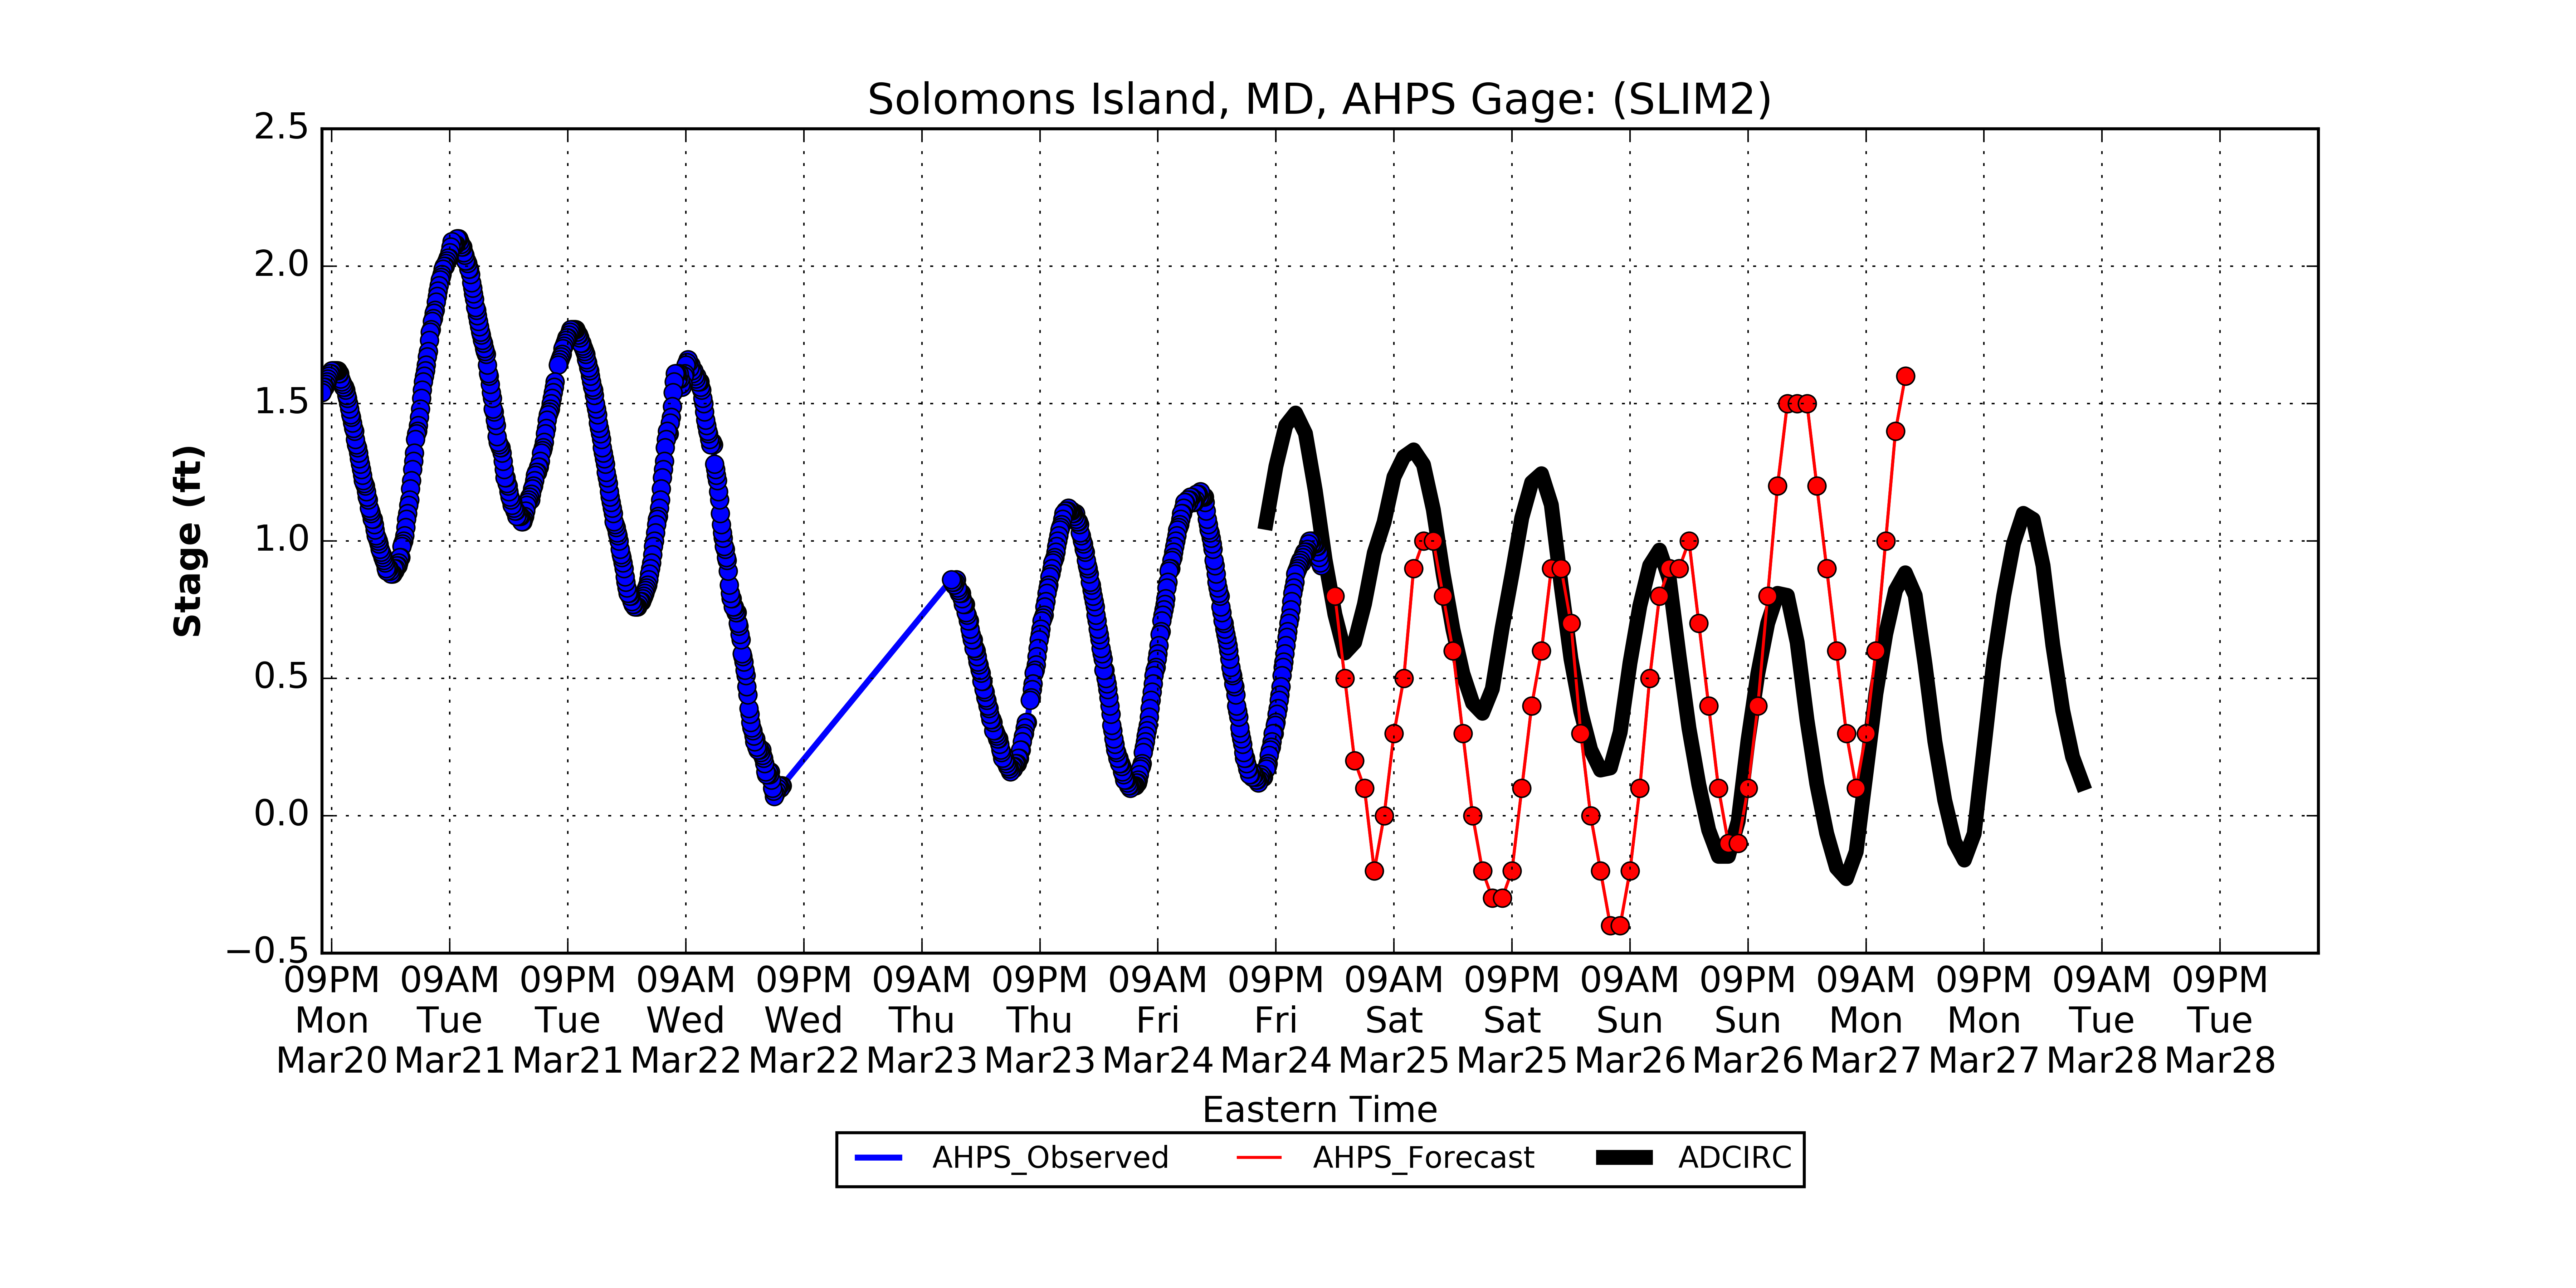 Solomons Island, MD, AHPS Gage: (SLIM2)
2.5
2.0
1.5
1.0
0.5
0.0
−0.5
Stage (ft)
09PM 09AM 09PM 09AM 09PM 09AM 09PM 09AM 09PM 09AM 09PM 09AM 09PM 09AM 09PM 09AM 09PM
Mon Tue Tue Wed Wed Thu Thu Fri Fri Sat Sat Sun Sun Mon Mon Tue Tue
Mar20 Mar21 Mar21 Mar22 Mar22 Mar23 Mar23 Mar24 Mar24 Mar25 Mar25 Mar26 Mar26 Mar27 Mar27 Mar28 Mar28
Eastern Time
AHPS_Observed AHPS_Forecast ADCIRC